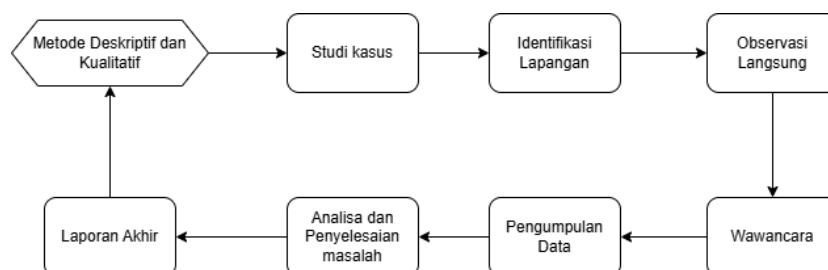 Metode Deskriptif dan
Kualitatif
Studi kasus
Identifikasi
Lapangan
Observasi
Langsung
Wawancara
Pengumpulan
Data
Analisa dan
Penyelesaian
masalah
Laporan Akhir